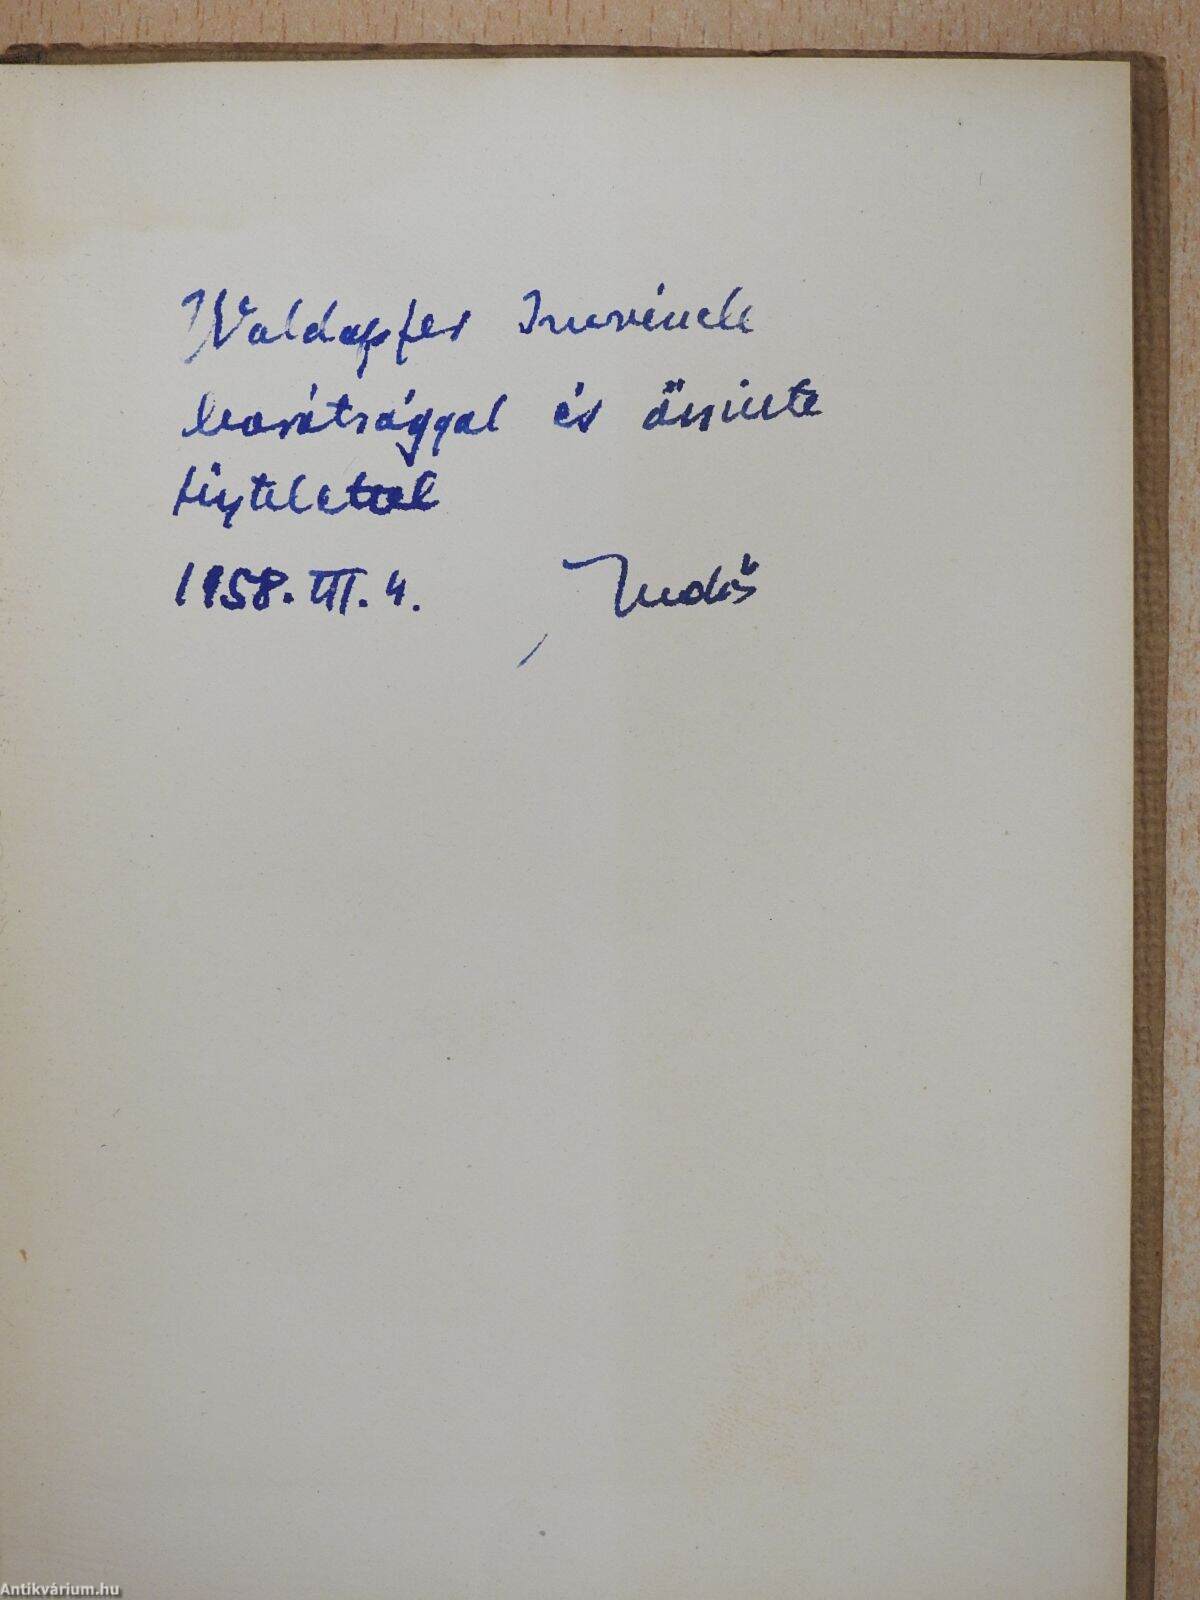 Waldapfel Imrének
barátsággal és őszinte
tisztelettel
1958. III. 4.
Antikvárium.hu